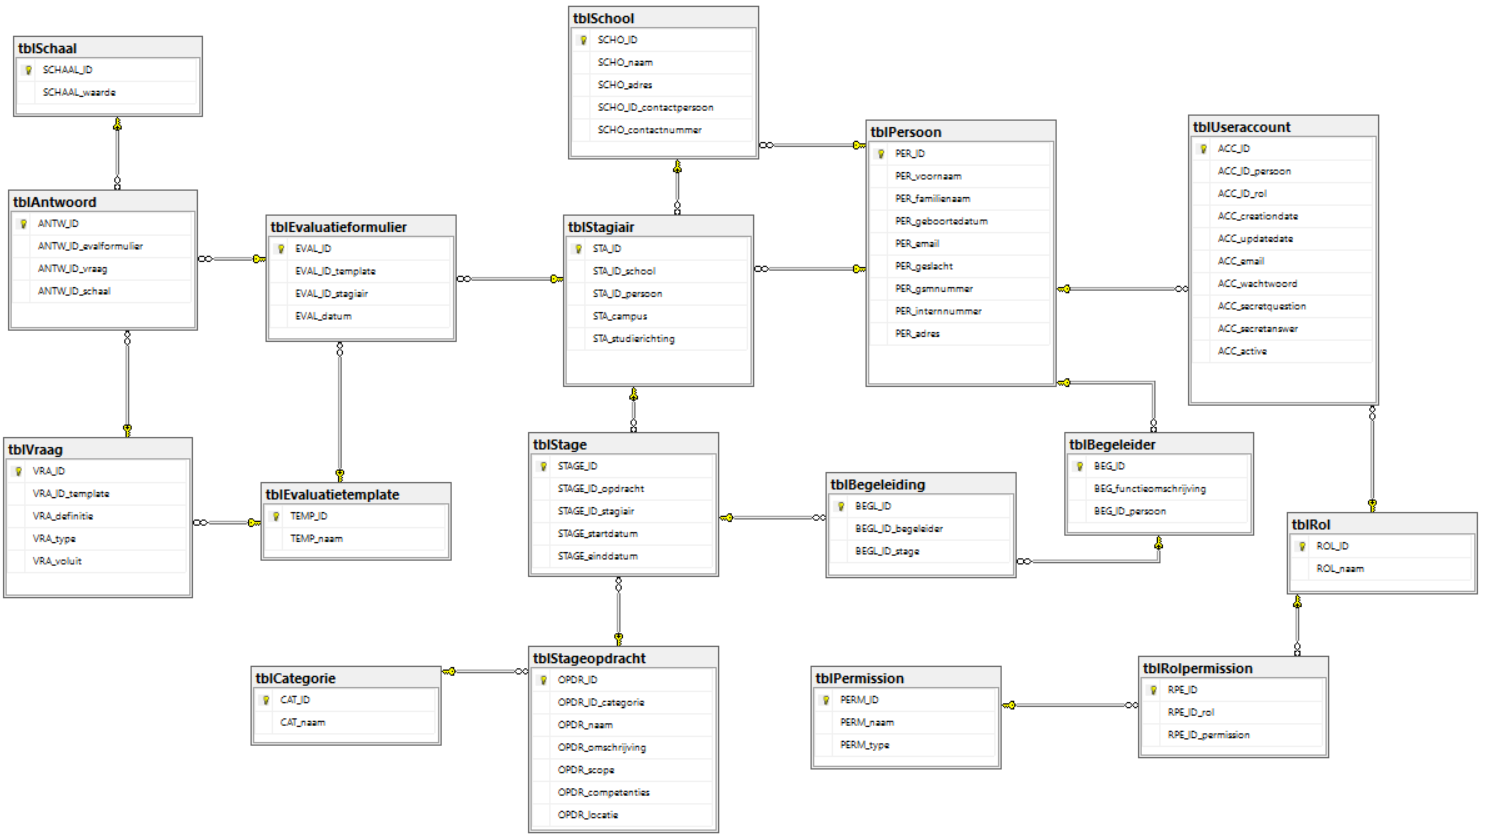 tblSchool
SCHO_ID
SCHO_naam
SCHO_adres
SCHO_ID_contactpersoon
SCHO_contactnummer
tblSchaal
SCHAAL_ID
SCHAAL_waarde
tblPersoon
PER_ID
PER_voornaam
PER_familienaam
PER_geboortedatum
PER_email
PER_geslacht
PER_gsmnummer
PER_internnummer
PER_adres
tblUseraccount
ACC_ID
ACC_ID_persoon
ACC_ID_rol
ACC_creationdate
ACC_updatedate
ACC_email
ACC_wachtwoord
ACC_secretquestion
ACC_secretanswer
ACC_active
tblAntwoord
ANTW_ID
ANTW_ID_evalformulier
ANTW_ID_vraag
ANTW_ID_schaal
tblEvaluatieformulier
EVAL_ID
EVAL_ID_template
EVAL_ID_stagiair
EVAL_datum
tblStagiair
STA_ID
STA_ID_school
STA_ID_persoon
STA_campus
STA_studierichting
tblVraag
VRA_ID
VRA_ID_template
VRA_definitie
VRA_type
VRA_voluit
tblEvaluatietemplate
TEMP_ID
TEMP_naam
tblStage
STAGE_ID
STAGE_ID_opdracht
STAGE_ID_stagiair
STAGE_startdatum
STAGE_einddatum
tblBegeleiding
BEGL_ID
BEGL_ID_begeleider
BEGL_ID_stage
tblBegeleider
BEG_ID
BEG_functieomschrijving
BEG_ID_persoon
tblRol
ROL_ID
ROL_naam
tblCategorie
CAT_ID
CAT_naam
tblStageopdracht
OPDR_ID
OPDR_ID_categorie
OPDR_naam
OPDR_omschrijving
OPDR_scope
OPDR_competenties
OPDR_locatie
tblPermission
PERM_ID
PERM_naam
PERM_type
tblRolpermission
RPE_ID
RPE_ID_rol
RPE_ID_permission